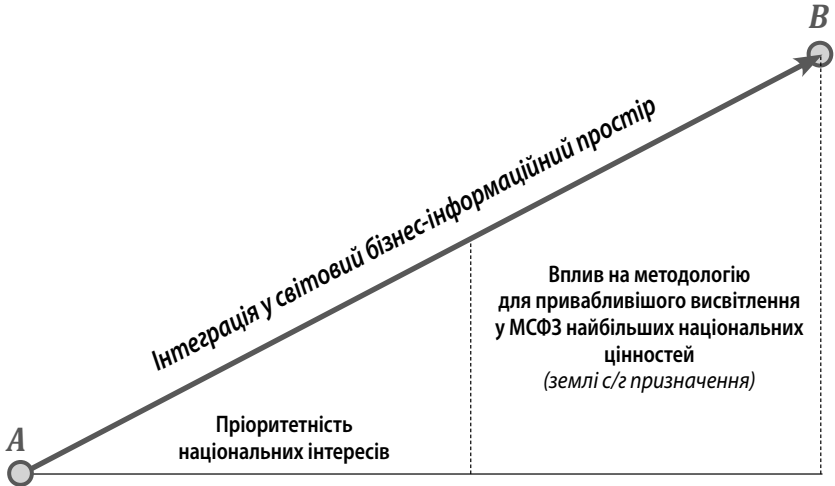 B
Інтеграція у світовий бізнес-інформаційний простір
Вплив на методологію
для привабливішого висвітлення
у МСФЗ найбільших національних
цінностей
(землі с/г призначення)
A
Пріоритетність
національних інтересів